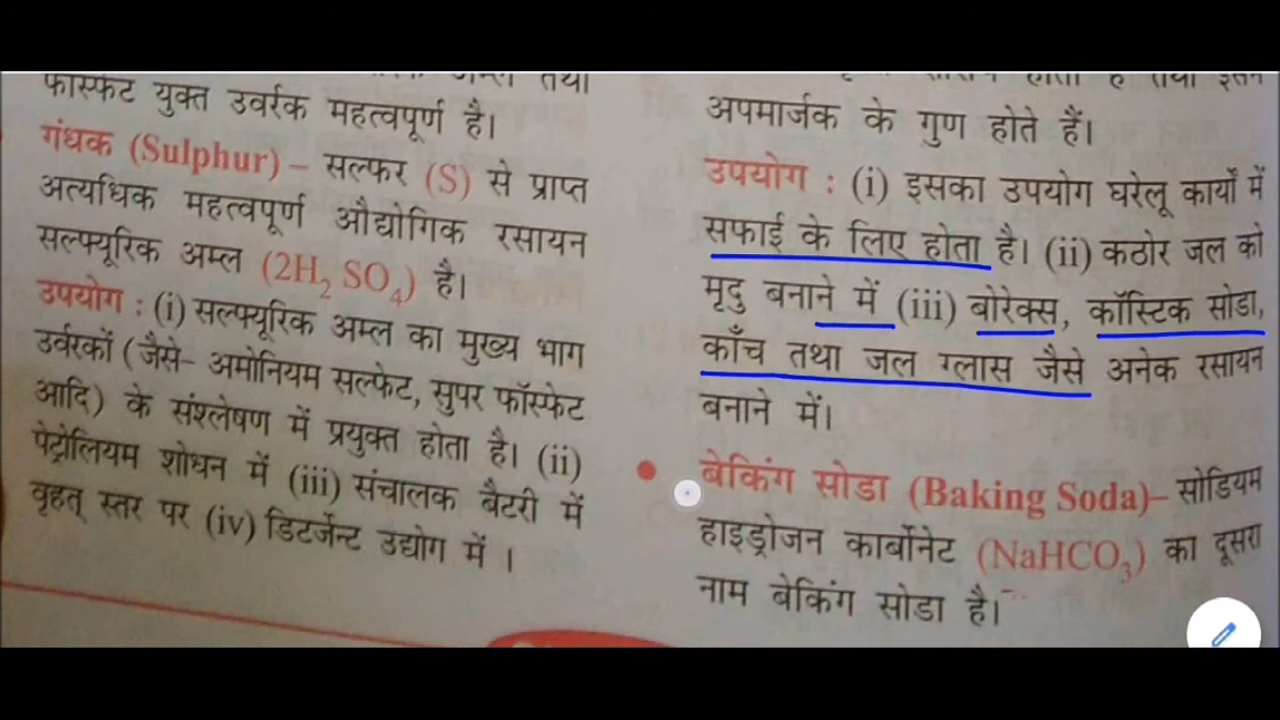 तथा
फास्फेट युक्त उर्वरक महत्वपूर्ण है।
गंधक (Sulphur) – सल्फर (S) से प्राप्त
अत्यधिक महत्वपूर्ण औद्योगिक रसायन
सल्फ्यूरिक अम्ल (2H₂ SO₄) है।
उपयोग : (i) सल्फ्यूरिक अम्ल का मुख्य भाग
उर्वरकों (जैसे– अमोनियम सल्फेट, सुपर फॉस्फेट
आदि) के संश्लेषण में प्रयुक्त होता है। (ii)
पेट्रोलियम शोधन में (iii) संचालक बैटरी में
वृहत् स्तर पर (iv) डिटर्जेन्ट उद्योग में ।
अपमार्जक के गुण होते हैं।
उपयोग : (i) इसका उपयोग घरेलू कार्यों में
सफाई के लिए होता है। (ii) कठोर जल को
मृदु बनाने में (iii) बोरेक्स, कॉस्टिक सोडा,
काँच तथा जल ग्लास जैसे अनेक रसायन
बनाने में।
● बेकिंग सोडा (Baking Soda)– सोडियम
हाइड्रोजन कार्बोनेट (NaHCO₃) का दूसरा
नाम बेकिंग सोडा है।